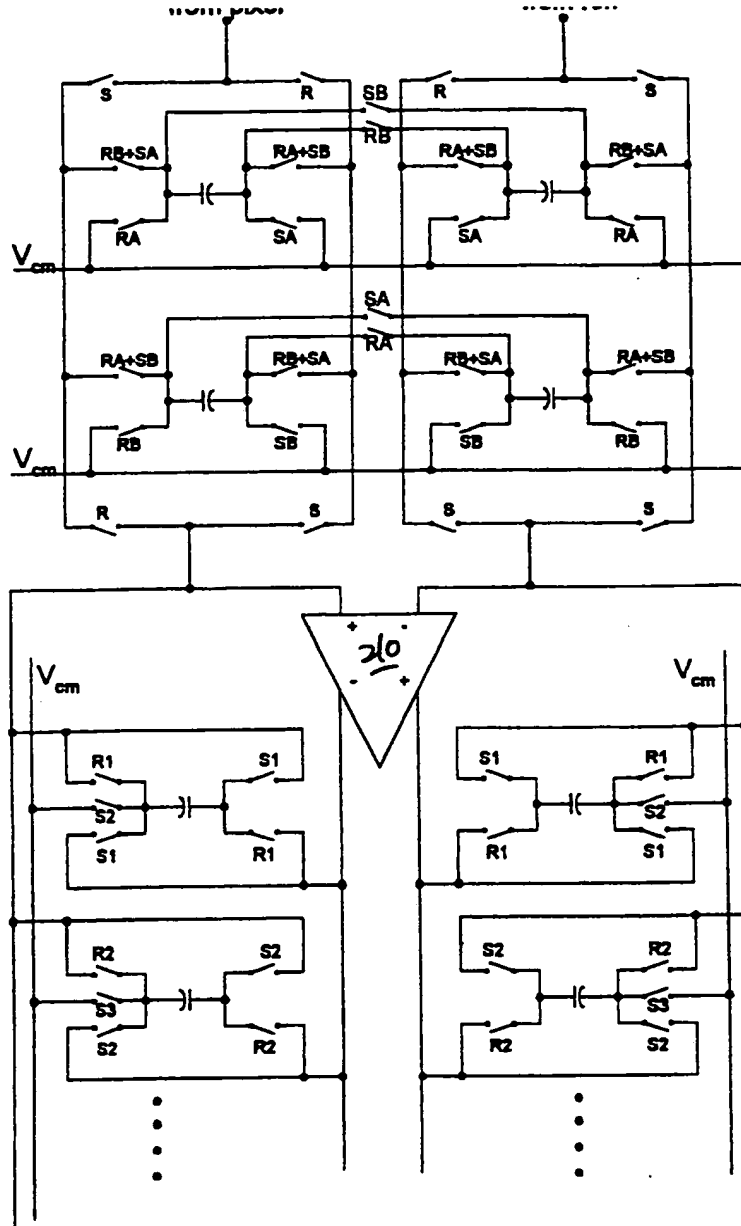 S R R S
SB
RB
RB+SA RA+SB RA+SB RB+SA
RA SA SA RA
Vcm
SA
RA
RA+SB RB+SA RB+SA RA+SB
RB SB SB RB
Vcm
R S S S
+ -
210
- +
Vcm Vcm
R1 S1 S1 R1
S2 S2
S1 R1 R1 S1
R2 S2 S2 R2
S3 S3
S2 R2 R2 S2